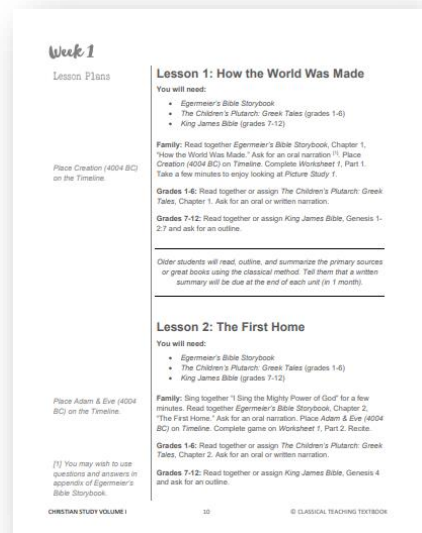 Week 1
Lesson Plans
Place Creation (4004 BC)
on the Timeline.
Lesson 1: How the World Was Made
You will need:
• Egermeier's Bible Storybook
• The Children's Plutarch: Greek Tales (grades 1-6)
• King James Bible (grades 7-12)
Family: Read together Egermeier's Bible Storybook, Chapter 1,
"How the World Was Made." Ask for an oral narration [1]. Place
Creation (4004 BC) on Timeline. Complete Worksheet 1, Part 1.
Take a few minutes to enjoy looking at Picture Study 1.
Grades 1-6: Read together or assign The Children's Plutarch: Greek
Tales, Chapter 1. Ask for an oral or written narration.
Grades 7-12: Read together or assign King James Bible, Genesis 1-
2:7 and ask for an outline.
Older students will read, outline, and summarize the primary sources
or great books using the classical method. Tell them that a written
summary will be due at the end of each unit (in 1 month).
Lesson 2: The First Home
You will need:
• Egermeier's Bible Storybook
• The Children's Plutarch: Greek Tales (grades 1-6)
• King James Bible (grades 7-12)
Place Adam & Eve (4004
BC) on the Timeline.
Family: Sing together "I Sing the Mighty Power of God" for a few
minutes. Read together Egermeier's Bible Storybook, Chapter 2,
"The First Home." Ask for an oral narration. Place Adam & Eve (4004
BC) on Timeline. Complete game on Worksheet 1, Part 2. Recite.
Grades 1-6: Read together or assign The Children's Plutarch: Greek
Tales, Chapter 2. Ask for an oral or written narration.
Grades 7-12: Read together or assign King James Bible, Genesis 4
and ask for an outline.
[1] You may wish to use
questions and answers in
appendix of Egermeier's
Bible Storybook.
CHRISTIAN STUDY VOLUME I
10
© CLASSICAL TEACHING TEXTBOOK